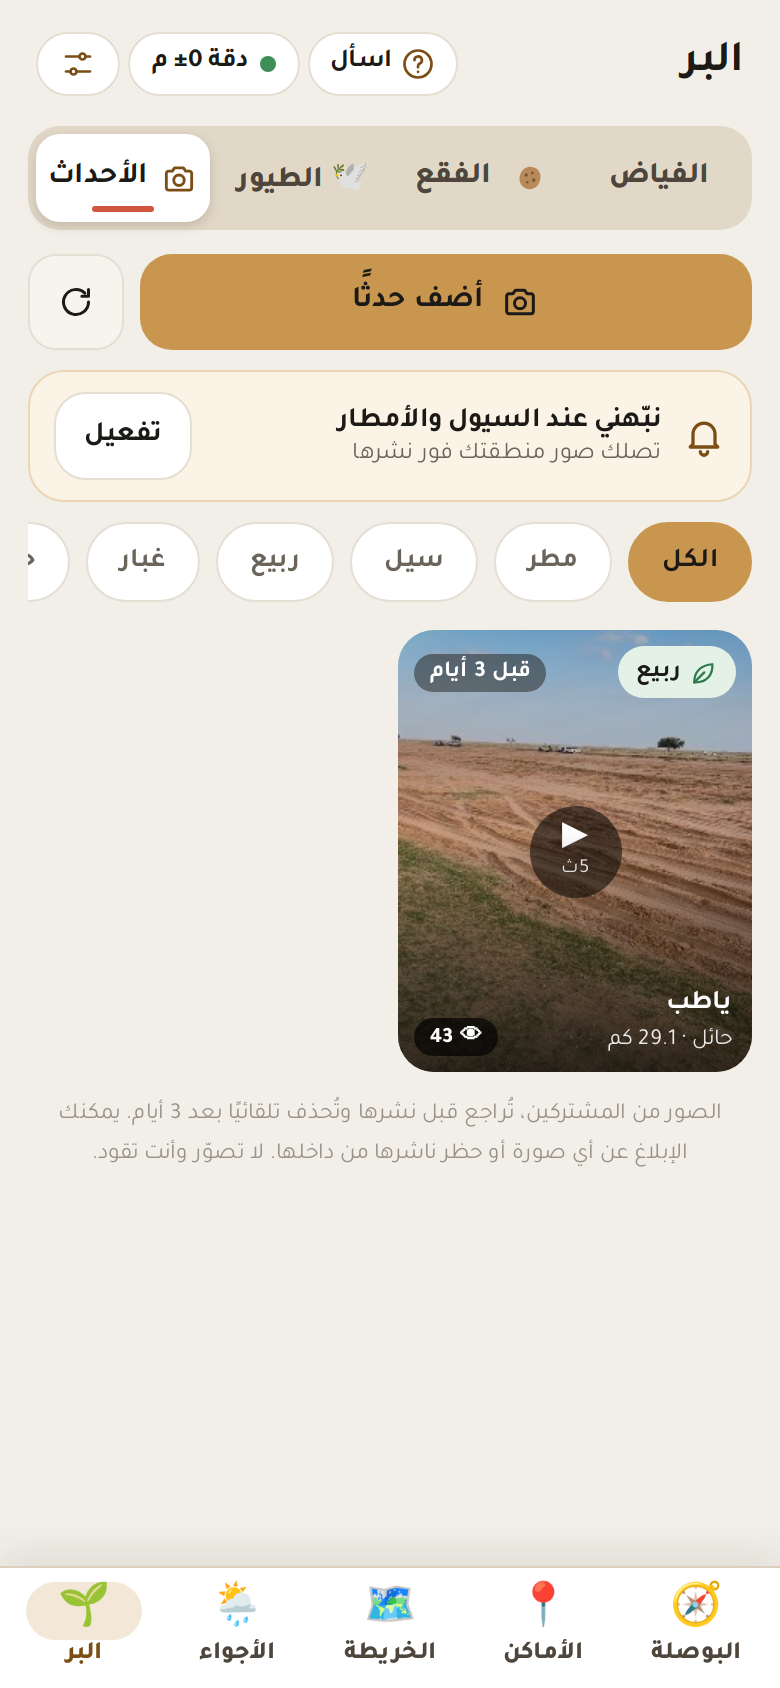 البر
اسأل
دقة 0± م
الفياض
الفقع
الطيور
الأحداث
أضف حدثًا
نبّهني عند السيول والأمطار
تصلك صور منطقتك فور نشرها
تفعيل
الكل
مطر
سيل
ربيع
غبار
ربيع
قبل 3 أيام
5ث
ياطب
حائل · 29.1 كم
43
الصور من المشتركين، تُراجع قبل نشرها وتُحذف تلقائيًا بعد 3 أيام. يمكنك
الإبلاغ عن أي صورة أو حظر ناشرها من داخلها. لا تصوّر وأنت تقود.
البوصلة
الأماكن
الخريطة
الأجواء
البر